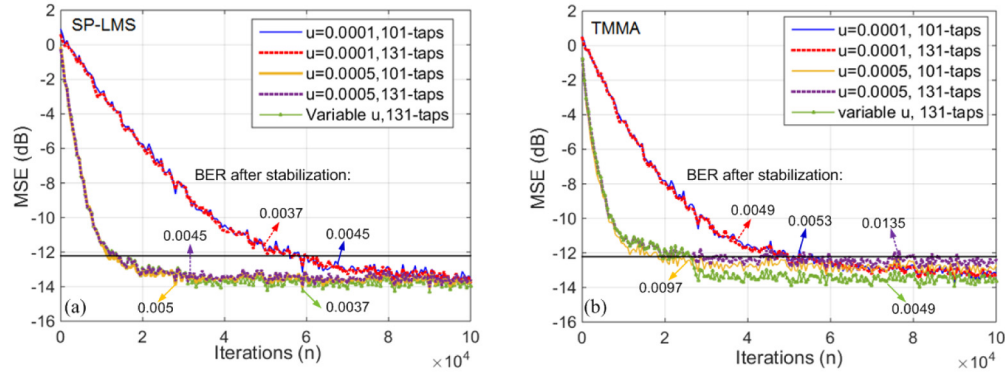 SP-LMS
u=0.0001,101-taps
u=0.0001,131-taps
u=0.0005,101-taps
u=0.0005,131-taps
Variable u,131-taps
BER after stabilization:
0.0037
0.0045
0.0045
0.005
0.0037
(a)
MSE (dB)
2
0
-2
-4
-6
-8
-10
-12
-14
-16
0 2 4 6 8 10
Iterations (n)
×10⁴
TMMA
u=0.0001, 101-taps
u=0.0001, 131-taps
u=0.0005, 101-taps
u=0.0005, 131-taps
variable u, 131-taps
BER after stabilization:
0.0049
0.0053
0.0135
0.0097
0.0049
(b)
MSE (dB)
2
0
-2
-4
-6
-8
-10
-12
-14
-16
0 2 4 6 8 10
Iterations (n)
×10⁴